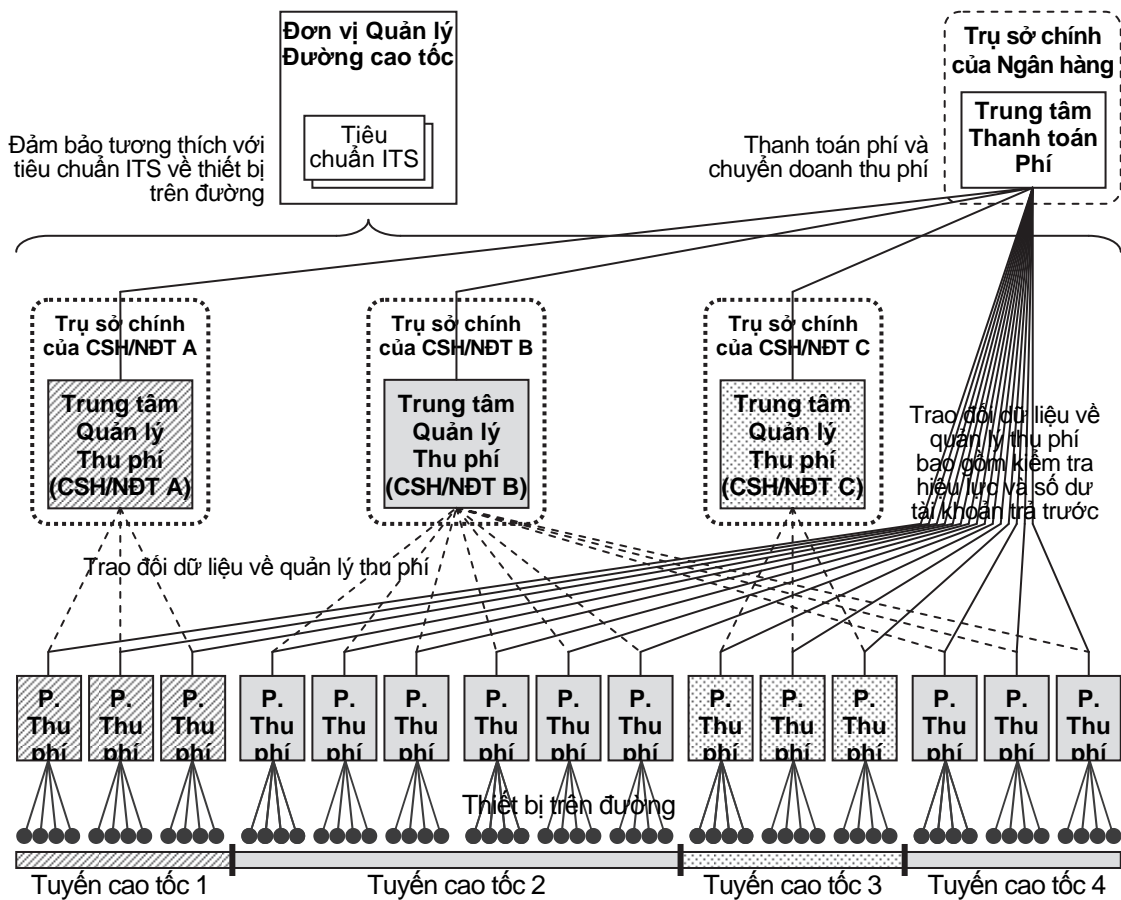 Đơn vị Quản lý
Đường cao tốc
Tiêu
chuẩn ITS
Trụ sở chính
của Ngân hàng
Trung tâm
Thanh toán
Phí
Đảm bảo tương thích với
tiêu chuẩn ITS về thiết bị
trên đường
Thanh toán phí và
chuyển doanh thu phí
Trụ sở chính
của CSH/NĐT A
Trung tâm
Quản lý
Thu phí
(CSH/NĐT A)
Trụ sở chính
của CSH/NĐT B
Trung tâm
Quản lý
Thu phí
(CSH/NĐT B)
Trụ sở chính
của CSH/NĐT C
Trung tâm
Quản lý
Thu phí
(CSH/NĐT C)
Trao đổi dữ liệu về
quản lý thu phí
bao gồm kiểm tra
hiệu lực và số dư
tài khoản trả trước
Trao đổi dữ liệu về quản lý thu phí
P.
Thu
phí
P.
Thu
phí
P.
Thu
phí
P.
Thu
phí
P.
Thu
phí
P.
Thu
phí
P.
Thu
phí
P.
Thu
phí
P.
Thu
phí
P.
Thu
phí
P.
Thu
phí
P.
Thu
phí
P.
Thu
phí
P.
Thu
phí
P.
Thu
phí
Thiết bị trên đường
Tuyến cao tốc 1
Tuyến cao tốc 2
Tuyến cao tốc 3
Tuyến cao tốc 4